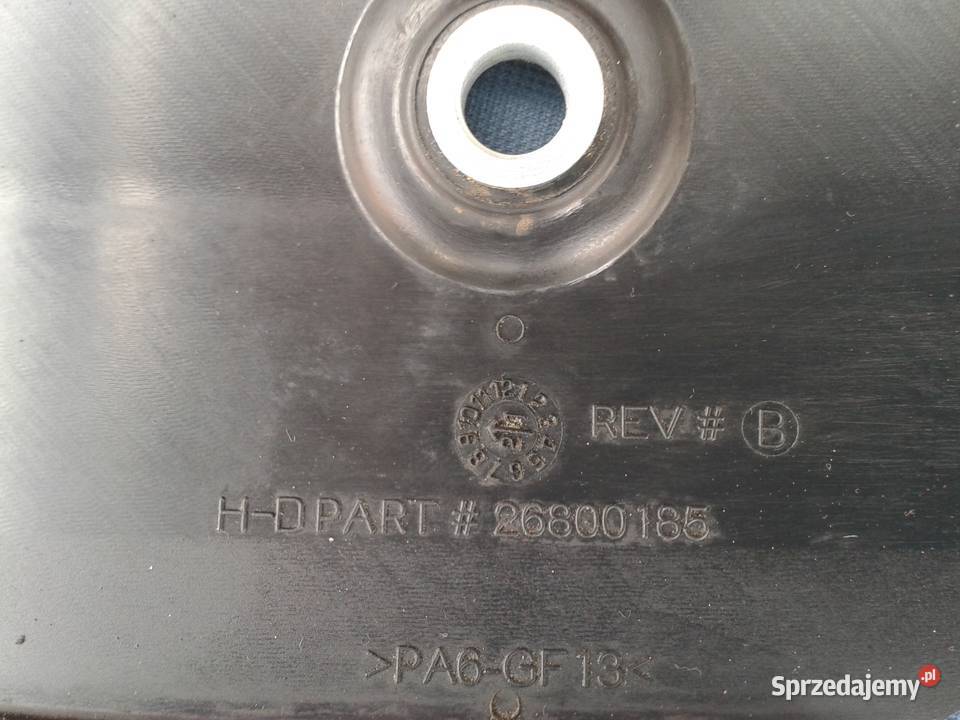 REV # B
H-D PART # 26800185
>PA6-GF13<
Sprzedajemy.pl